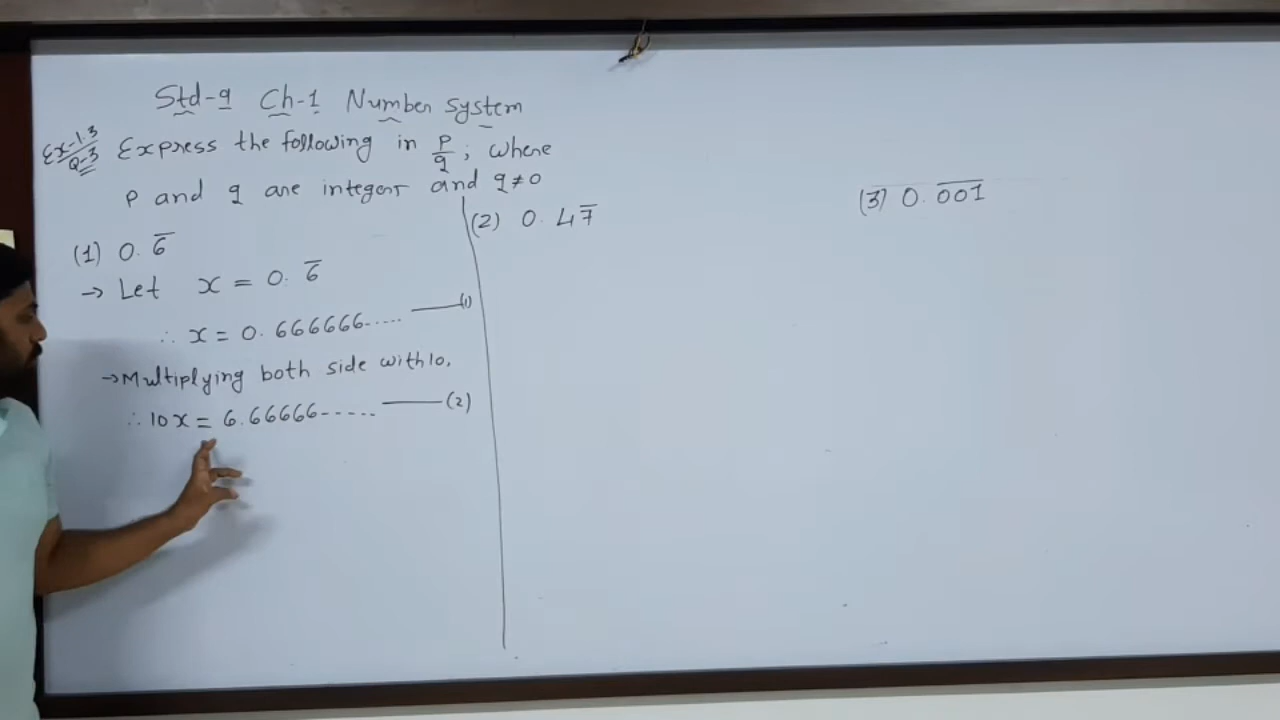 Std-9 Ch-1 Number system
Ex-1.3
Q-3
Express the following in p/q; where
p and q are integers and q≠0
(1) 0.6̅
→ Let x = 0.6̅
∴ x = 0.666666..... ——(1)
→ Multiplying both side with 10,
∴ 10x = 6.66666----- ——(2)
(2) 0.47̅
(3) 0.0̅0̅1̅